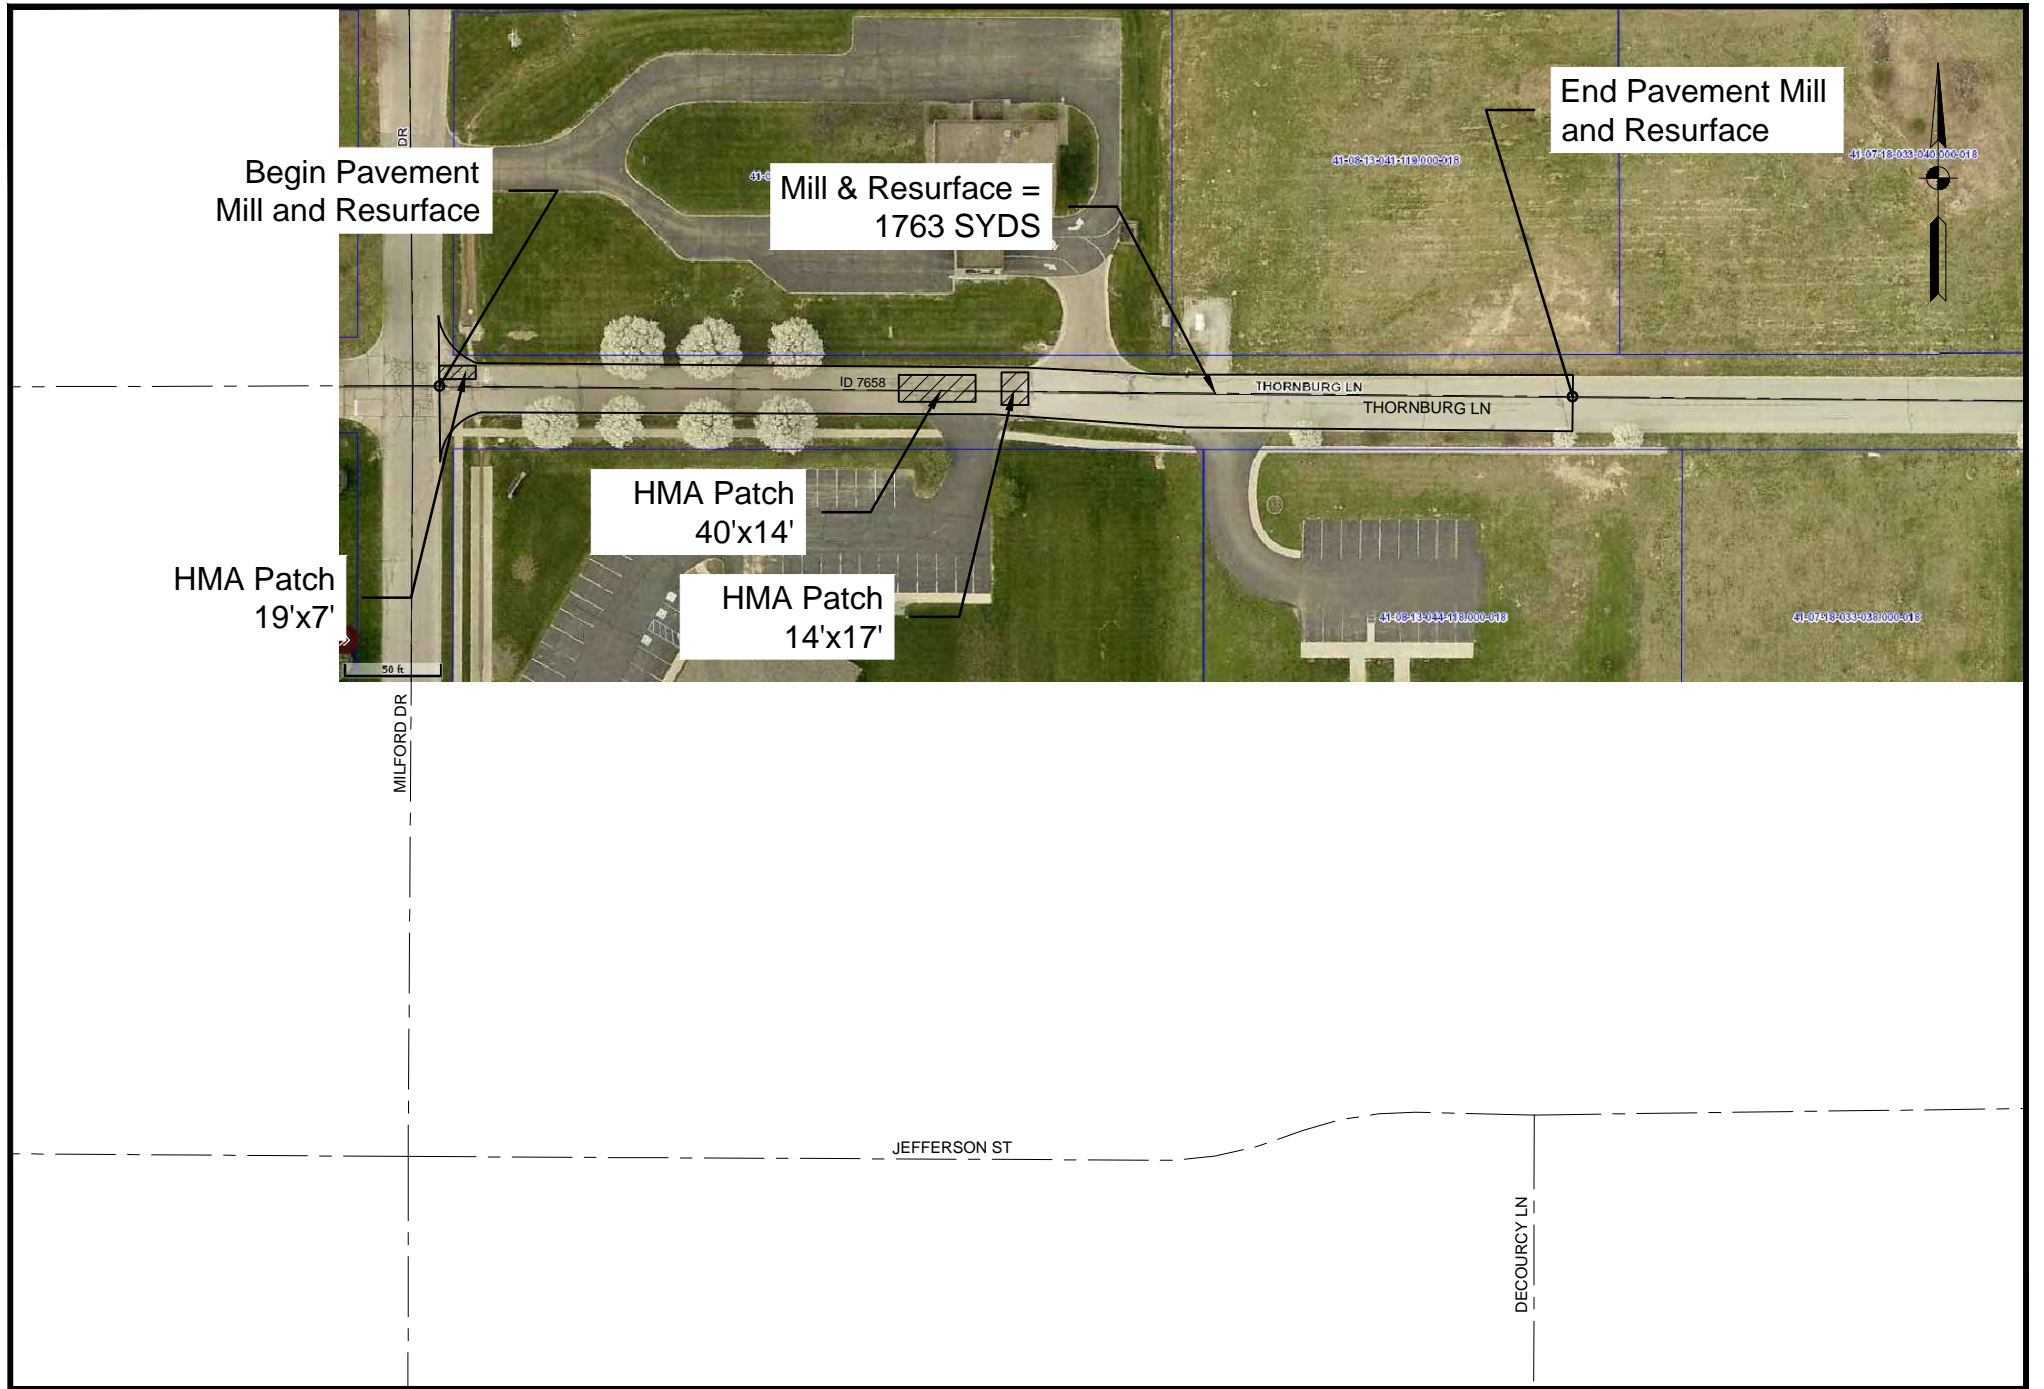 End Pavement Mill
and Resurface
DR
Begin Pavement
Mill and Resurface
Mill & Resurface =
1763 SYDS
41-08-13-041-119.000-018
41-07-18-033-040.000-018
ID 7658
THORNBURG LN
THORNBURG LN
HMA Patch
40'x14'
HMA Patch
19'x7'
HMA Patch
14'x17'
41-08-13-044-118.000-018
41-07-18-033-038.000-018
50 ft
MILFORD DR
JEFFERSON ST
DECOURCY LN